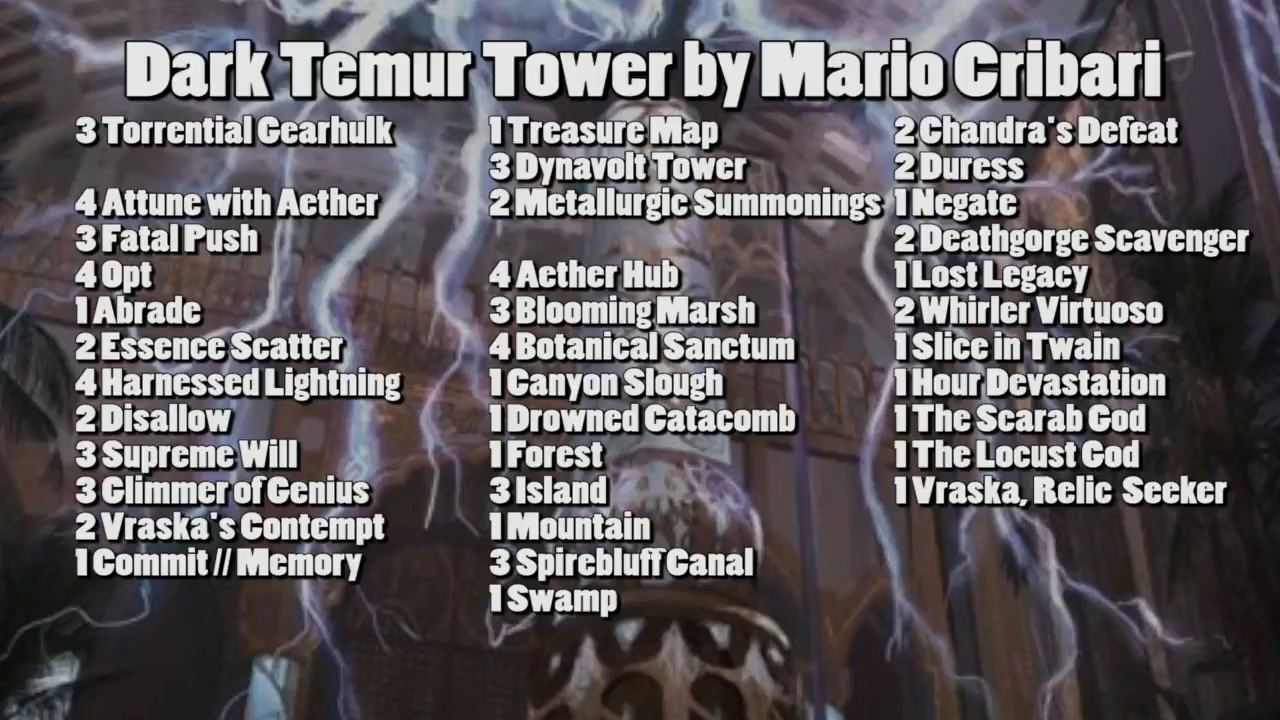 Dark Temur Tower by Mario Cribari
3 Torrential Gearhulk
4 Attune with Aether
3 Fatal Push
4 Opt
1 Abrade
2 Essence Scatter
4 Harnessed Lightning
2 Disallow
3 Supreme Will
3 Glimmer of Genius
2 Vraska's Contempt
1 Commit // Memory
1 Treasure Map
3 Dynavolt Tower
2 Metallurgic Summonings
4 Aether Hub
3 Blooming Marsh
4 Botanical Sanctum
1 Canyon Slough
1 Drowned Catacomb
1 Forest
3 Island
1 Mountain
3 Spirebluff Canal
1 Swamp
2 Chandra's Defeat
2 Duress
1 Negate
2 Deathgorge Scavenger
1 Lost Legacy
2 Whirler Virtuoso
1 Slice in Twain
1 Hour Devastation
1 The Scarab God
1 The Locust God
1 Vraska, Relic Seeker